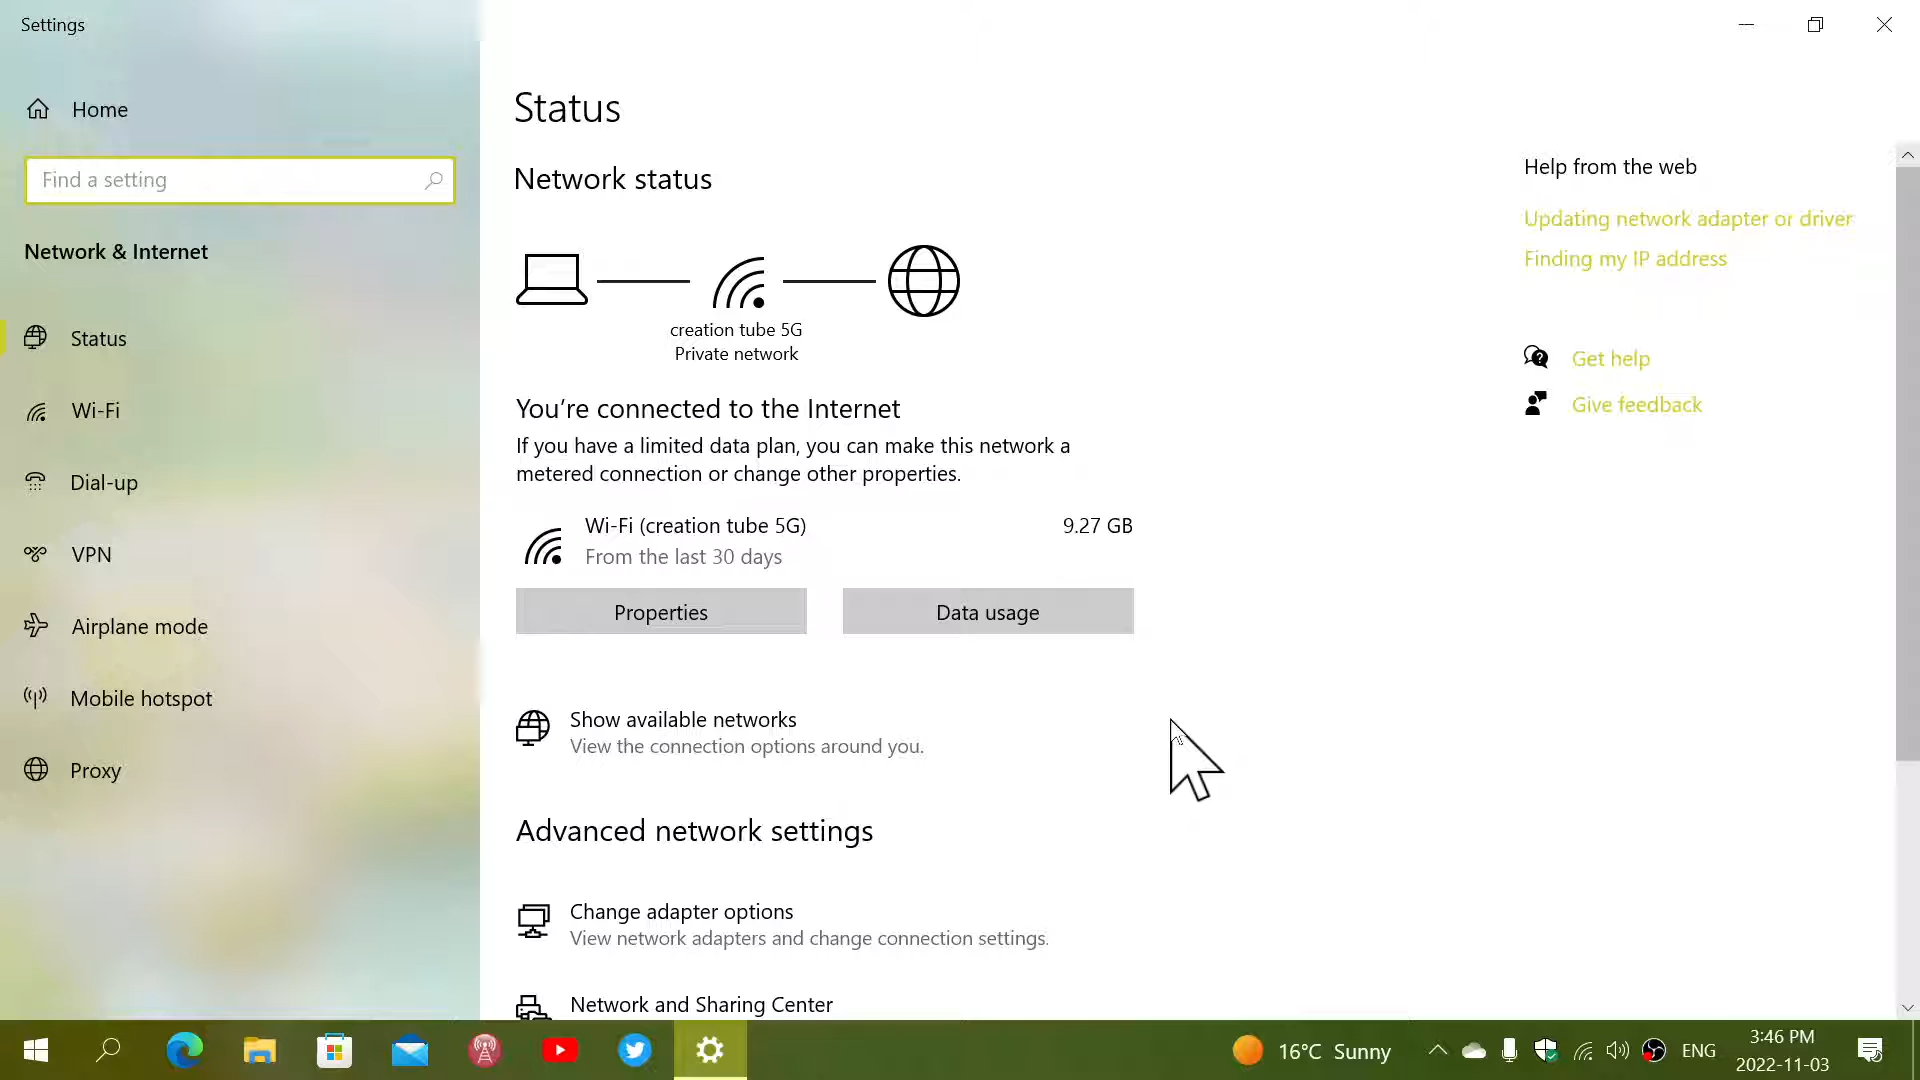 Settings
Home
Find a setting
Network & Internet
Status
Wi-Fi
Dial-up
VPN
Airplane mode
Mobile hotspot
Proxy
Status
Network status
creation tube 5G
Private network
You’re connected to the Internet
If you have a limited data plan, you can make this network a
metered connection or change other properties.
Wi-Fi (creation tube 5G)
9.27 GB
From the last 30 days
Properties
Data usage
Show available networks
View the connection options around you.
Advanced network settings
Change adapter options
View network adapters and change connection settings.
Network and Sharing Center
Help from the web
Updating network adapter or driver
Finding my IP address
Get help
Give feedback
16°C Sunny
ENG
3:46 PM
2022-11-03